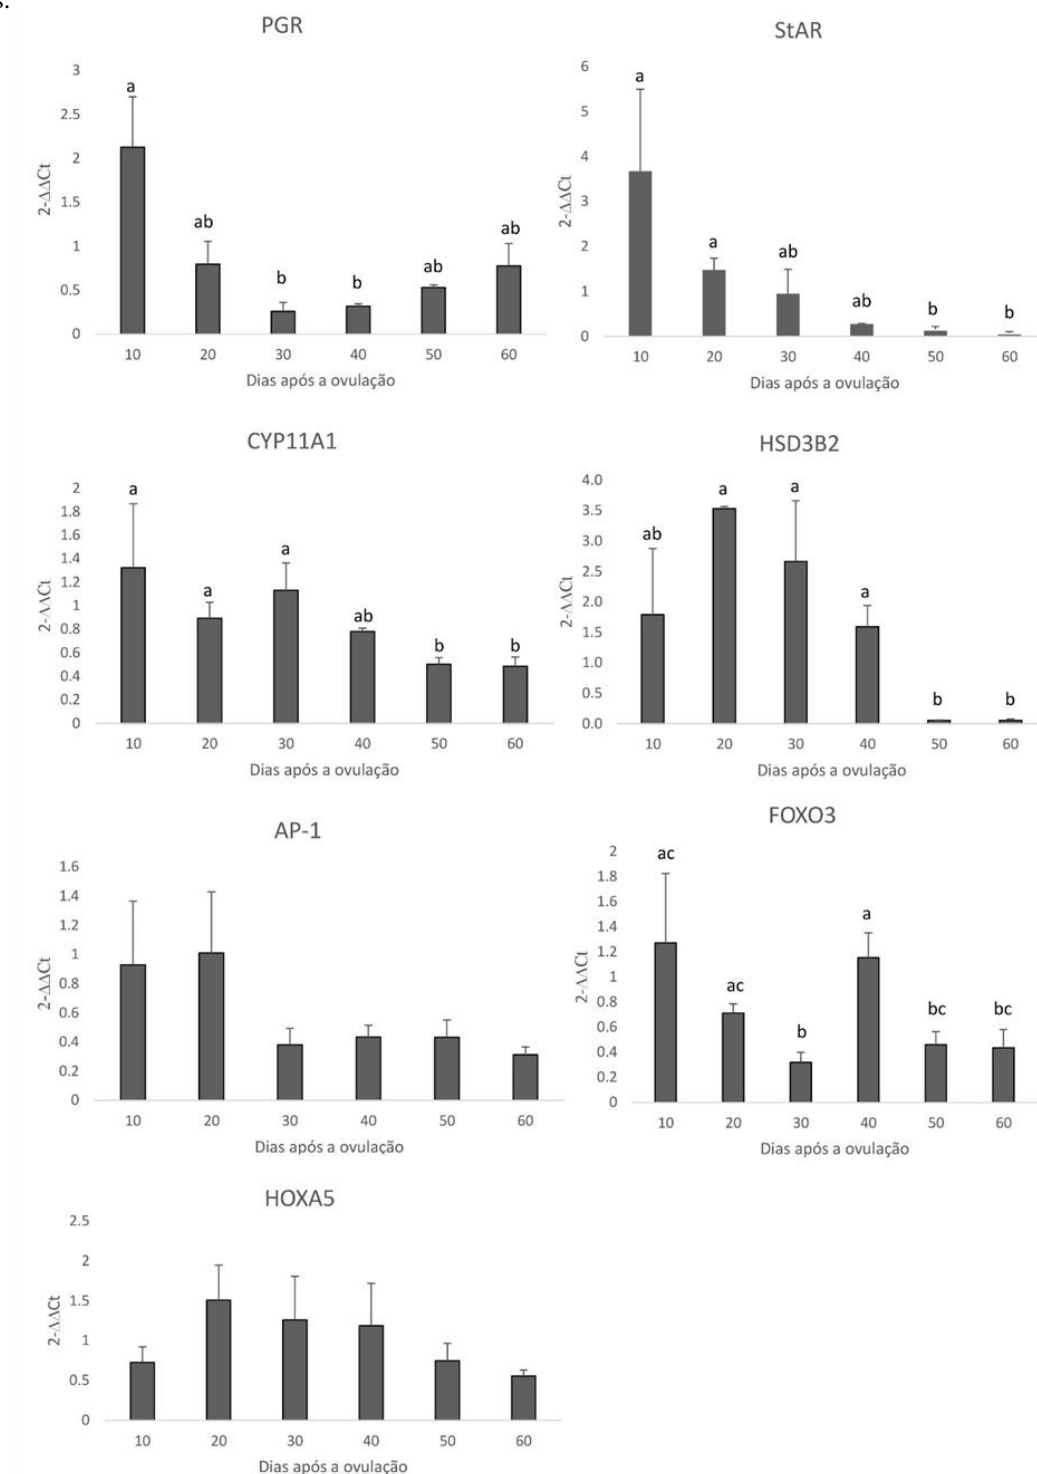 s.
PGR
3
2.5
2
1.5
1
0.5
0
2-ΔΔCt
a
ab
b
b
ab
ab
10 20 30 40 50 60
Dias após a ovulação
StAR
6
5
4
3
2
1
0
2-ΔΔCt
a
a
ab
ab
b
b
10 20 30 40 50 60
Dias após a ovulação
CYP11A1
2
1.8
1.6
1.4
1.2
1
0.8
0.6
0.4
0.2
0
2-ΔΔCt
a
a
a
ab
b
b
10 20 30 40 50 60
Dias após a ovulação
HSD3B2
4.0
3.5
3.0
2.5
2.0
1.5
1.0
0.5
0.0
2-ΔΔCt
ab
a
a
a
b
b
10 20 30 40 50 60
Dias após a ovulação
AP-1
1.6
1.4
1.2
1
0.8
0.6
0.4
0.2
0
2-ΔΔCt
10 20 30 40 50 60
Dias após a ovulação
FOXO3
2
1.8
1.6
1.4
1.2
1
0.8
0.6
0.4
0.2
0
2-ΔΔCt
ac
ac
b
a
bc
bc
10 20 30 40 50 60
Dias após a ovulação
HOXA5
2.5
2
1.5
1
0.5
0
2-ΔΔCt
10 20 30 40 50 60
Dias após a ovulação